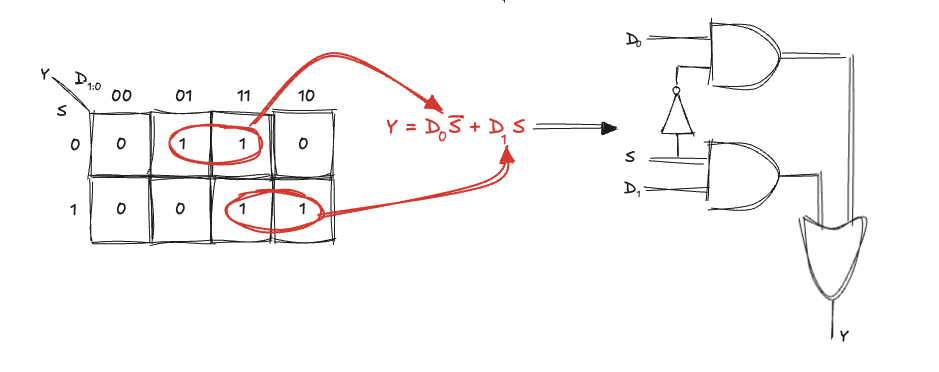 Y D₁:₀
S
00 01 11 10
0 0 1 1 0
1 0 0 1 1
Y = D₀S̅ + D₁ S
D₀
S
D₁
Y